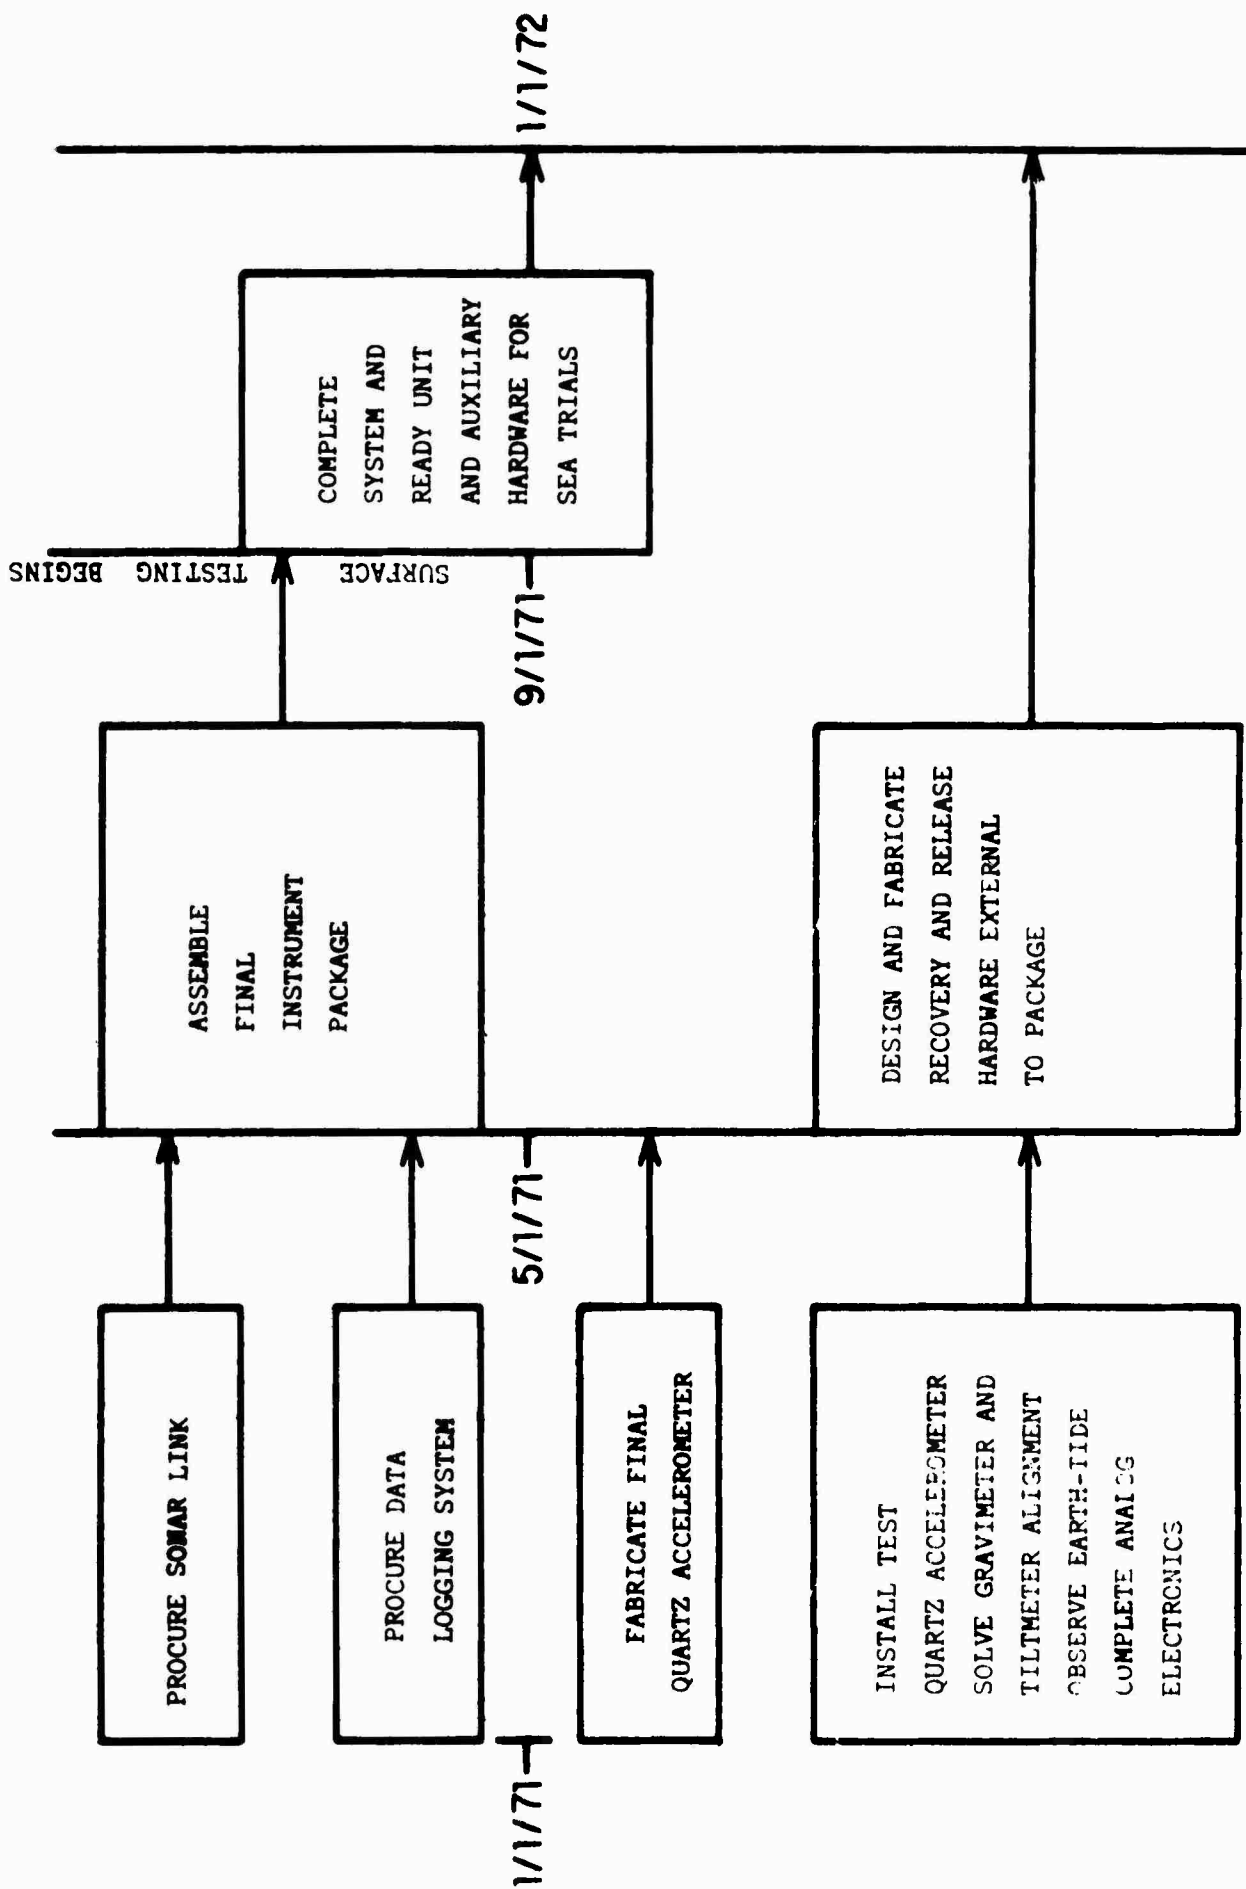 PROCURE SONAR LINK
PROCURE DATA
LOGGING SYSTEM
1/1/71
FABRICATE FINAL
QUARTZ ACCELEROMETER
INSTALL TEST
QUARTZ ACCELEROMETER
SOLVE GRAVIMETER AND
TILTMETER ALIGNMENT
OBSERVE EARTH-TIDE
COMPLETE ANALOG
ELECTRONICS
5/1/71
ASSEMBLE
FINAL
INSTRUMENT
PACKAGE
DESIGN AND FABRICATE
RECOVERY AND RELEASE
HARDWARE EXTERNAL
TO PACKAGE
SURFACE TESTING BEGINS
9/1/71
COMPLETE
SYSTEM AND
READY UNIT
AND AUXILIARY
HARDWARE FOR
SEA TRIALS
1/1/72